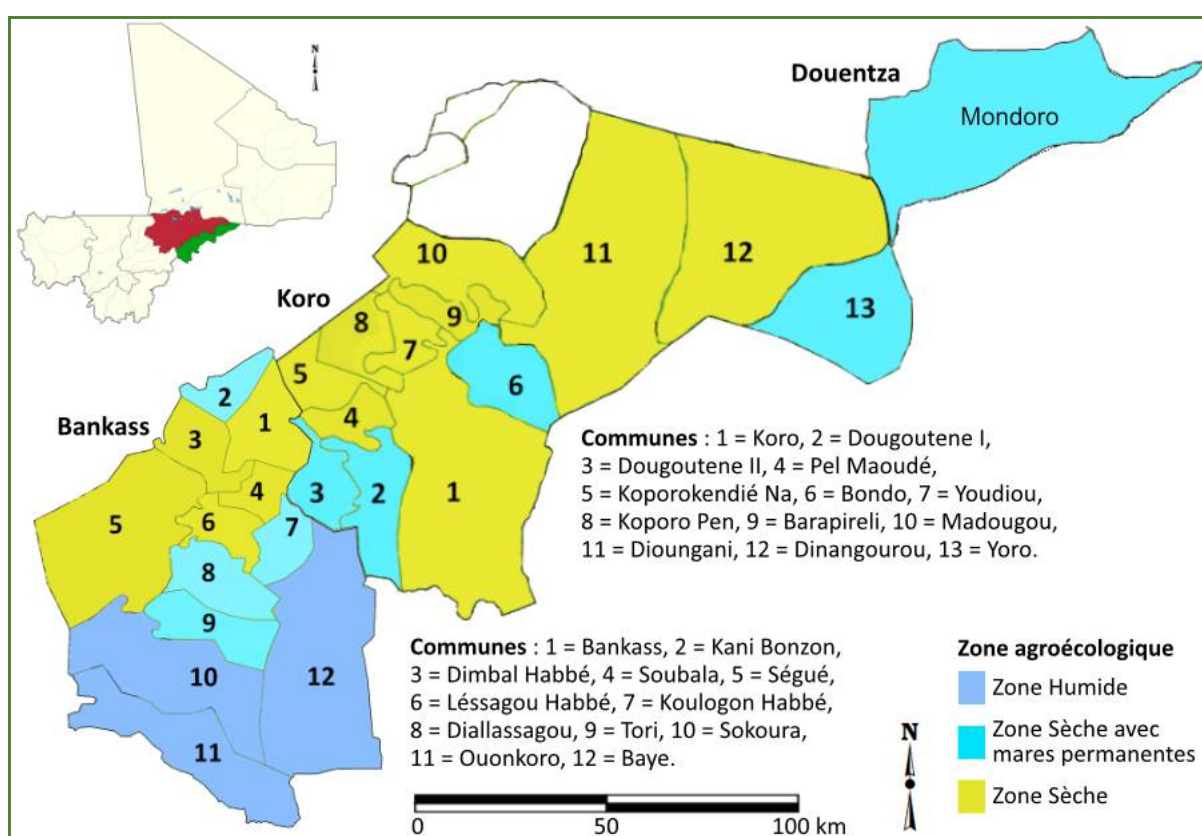 N
Douentza
Mondoro
10
11
12
Koro
8
9
13
7
5
6
2
1
4
Bankass
3
4
3
2
1
5
6
7
8
9
10
12
11
Communes : 1 = Koro, 2 = Dougoutene I,
3 = Dougoutene II, 4 = Pel Maoudé,
5 = Koporokendié Na, 6 = Bondo, 7 = Youdiou,
8 = Koporo Pen, 9 = Barapireli, 10 = Madougou,
11 = Dioungani, 12 = Dinangourou, 13 = Yoro.
Communes : 1 = Bankass, 2 = Kani Bonzon,
3 = Dimbal Habbé, 4 = Soubala, 5 = Ségué,
6 = Léssagou Habbé, 7 = Koulogon Habbé,
8 = Diallassagou, 9 = Tori, 10 = Sokoura,
11 = Ouonkoro, 12 = Baye.
Zone agroécologique
Zone Humide
Zone Sèche avec
mares permanentes
Zone Sèche
N
0 50 100 km